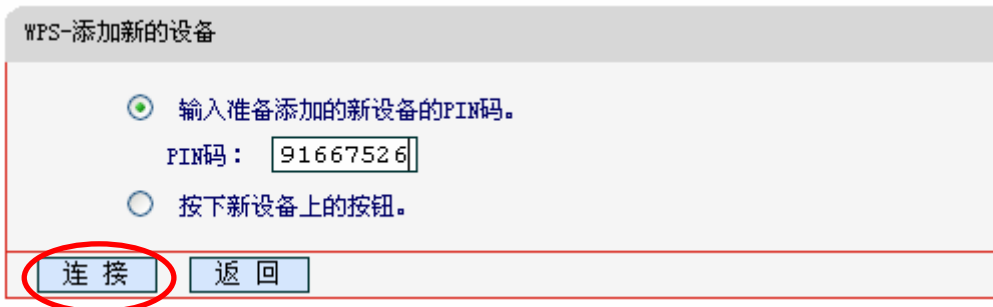 WPS-添加新的设备
输入准备添加的新设备的PIN码。
PIN码： 91667526
按下新设备上的按钮。
连 接 返 回